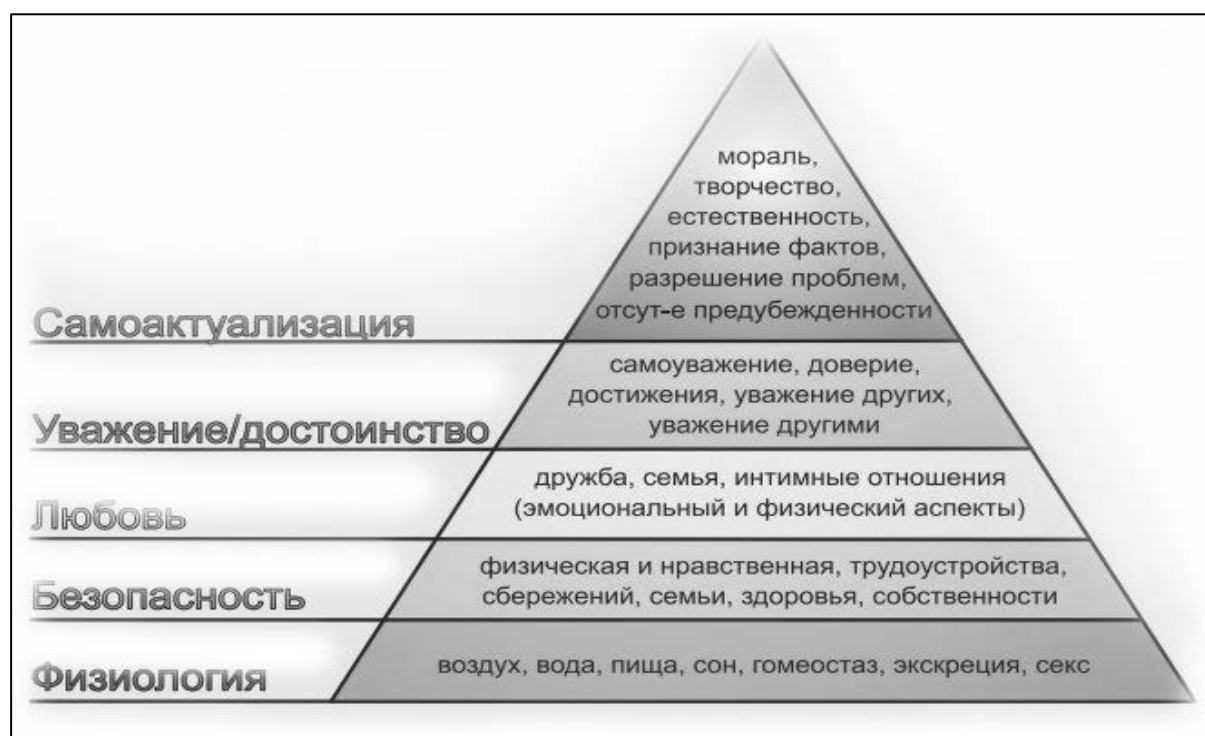 мораль,
творчество,
естественность,
признание фактов,
разрешение проблем,
отсут-е предубежденности
Самоактуализация
самоуважение, доверие,
достижения, уважение других,
уважение другими
Уважение/достоинство
дружба, семья, интимные отношения
(эмоциональный и физический аспекты)
Любовь
физическая и нравственная, трудоустройства,
сбережений, семьи, здоровья, собственности
Безопасность
воздух, вода, пища, сон, гомеостаз, экскреция, секс
Физиология